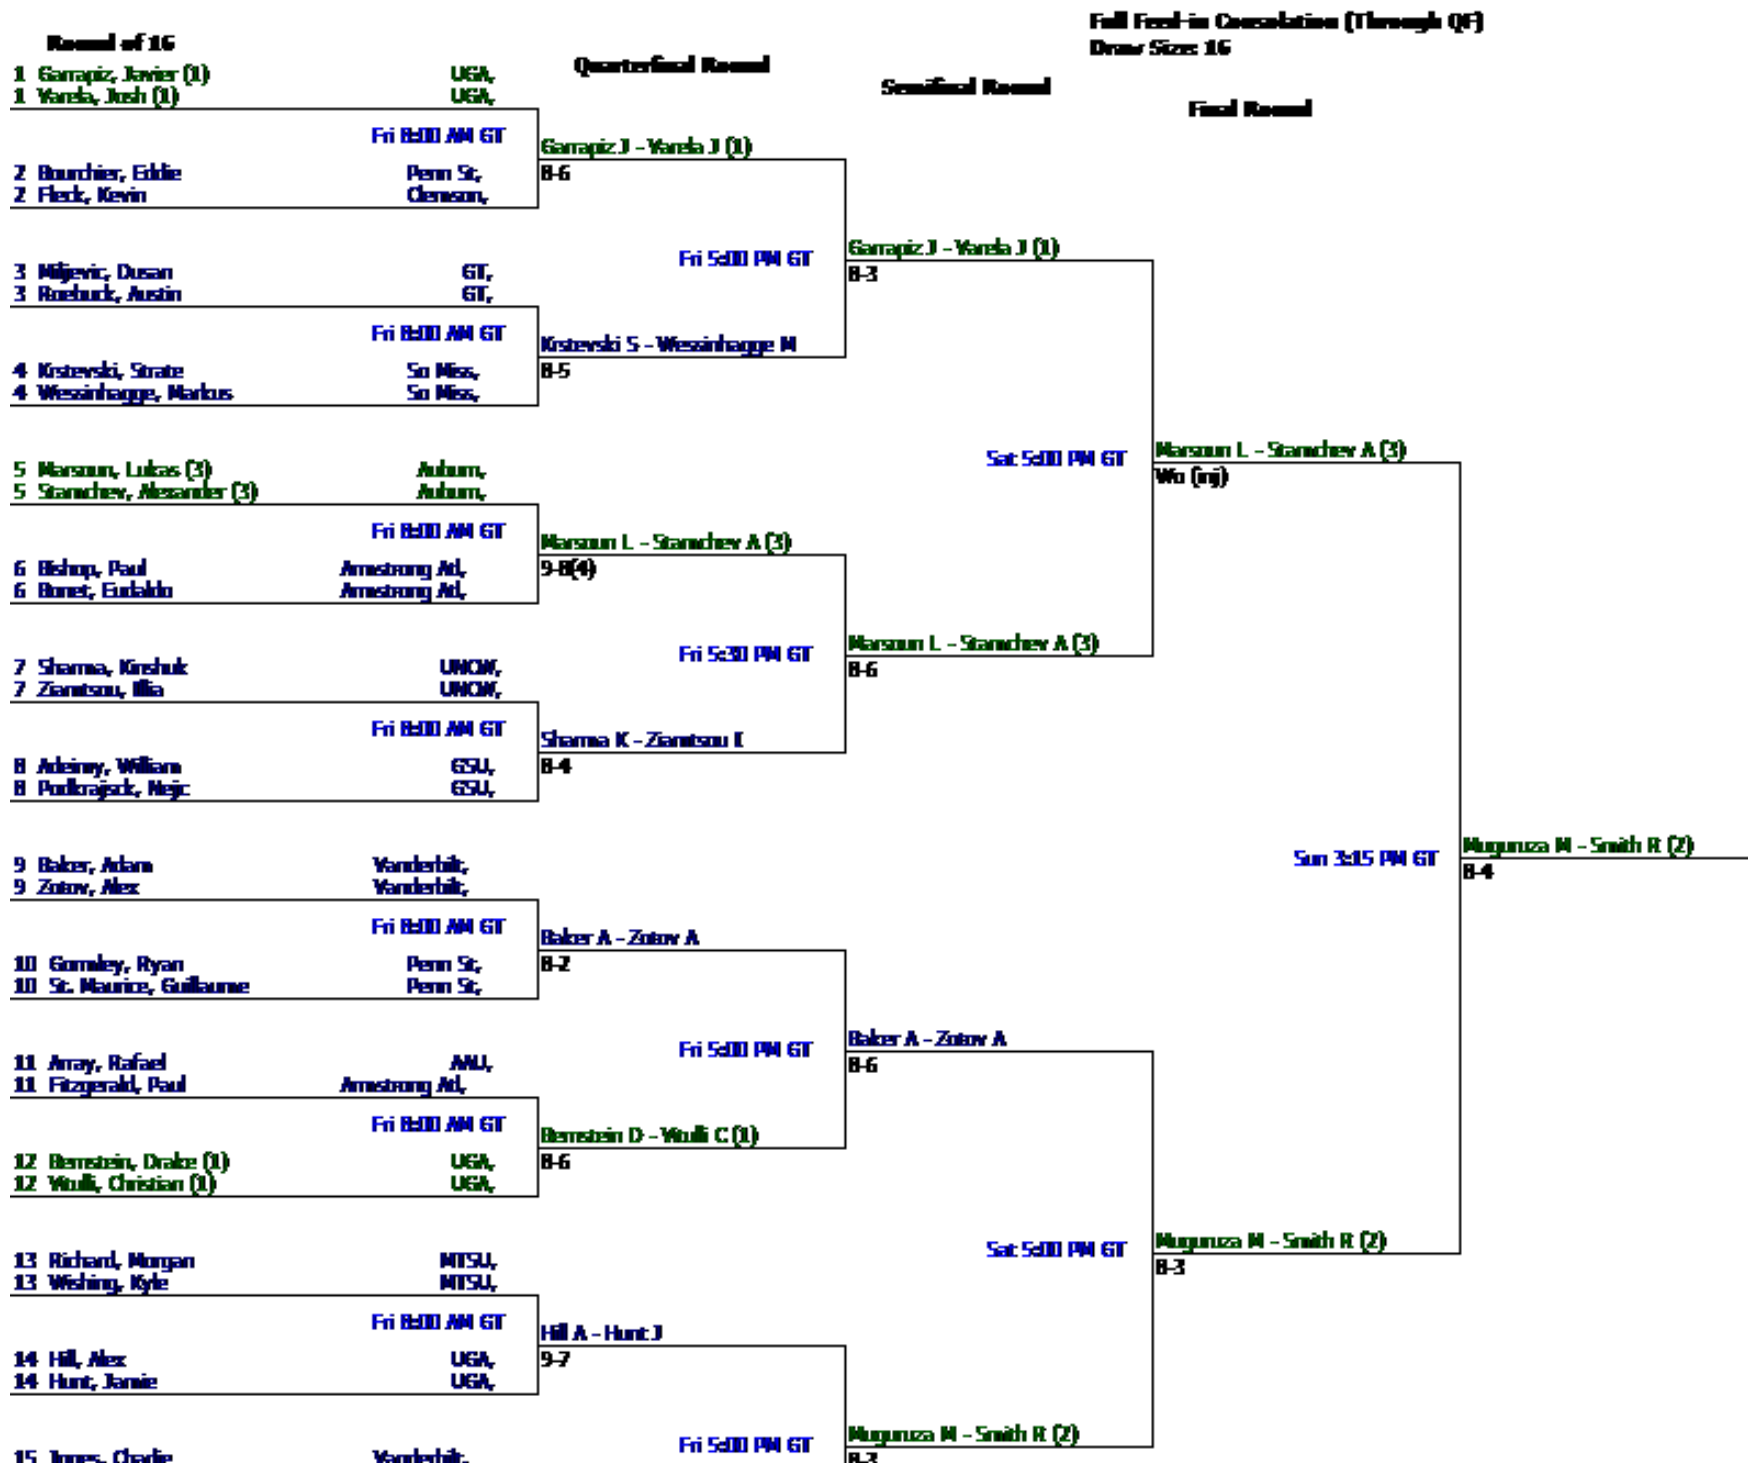 Full Feed-in Consolation (Through QF)
Draw Size: 16
Round of 16
Quarterfinal Round
Semifinal Round
Final Round
1 Garrapiz, Javier (1) UGA,
1 Varela, Josh (1) UGA,
Fri 8:00 AM GT
Garrapiz J - Varela J (1)
8-6
2 Bourchier, Eddie Penn St,
2 Fleck, Kevin Clemson,
Fri 5:00 PM GT
Garrapiz J - Varela J (1)
8-3
3 Miljevic, Dusan GT,
3 Roebuck, Austin GT,
Fri 8:00 AM GT
Krstevski S - Wessinhagge M
8-5
4 Krstevski, Strate So Miss,
4 Wessinhagge, Markus So Miss,
Sat 5:00 PM GT
Marsoun L - Stamchev A (3)
Wo (inj)
5 Marsoun, Lukas (3) Auburn,
5 Stamchev, Alexander (3) Auburn,
Fri 8:00 AM GT
Marsoun L - Stamchev A (3)
9-8(4)
6 Bishop, Paul Armstrong Atl,
6 Bonet, Eudaldo Armstrong Atl,
Fri 5:30 PM GT
Marsoun L - Stamchev A (3)
8-6
7 Sharma, Kinshuk UNCW,
7 Ziamtsou, Illia UNCW,
Fri 8:00 AM GT
Sharma K - Ziamtsou I
8-4
8 William GSU,
8 Nejc GSU,
Sun 3:15 PM GT
Muguruza M - Smith R (2)
8-4
9 Baker, Adam Vanderbilt,
9 Zotov, Alex Vanderbilt,
Fri 8:00 AM GT
Baker A - Zotov A
8-2
10 Gormley, Ryan Penn St,
10 St. Maurice, Guillaume Penn St,
Fri 5:00 PM GT
Baker A - Zotov A
8-6
11 Array, Rafael AAU,
11 Fitzgerald, Paul Armstrong Atl,
Fri 8:00 AM GT
Bernstein D - Vitulli C (1)
8-6
12 Bernstein, Drake (1) UGA,
12 Vitulli, Christian (1) UGA,
Sat 5:00 PM GT
Muguruza M - Smith R (2)
8-3
13 Richard, Morgan MTSU,
13 Wishing, Kyle MTSU,
Fri 8:00 AM GT
Hill A - Hunt J
9-7
14 Hill, Alex UGA,
14 Hunt, Jamie UGA,
Fri 5:00 PM GT
Muguruza M - Smith R (2)
15 Jones, Charlie Vanderbilt,